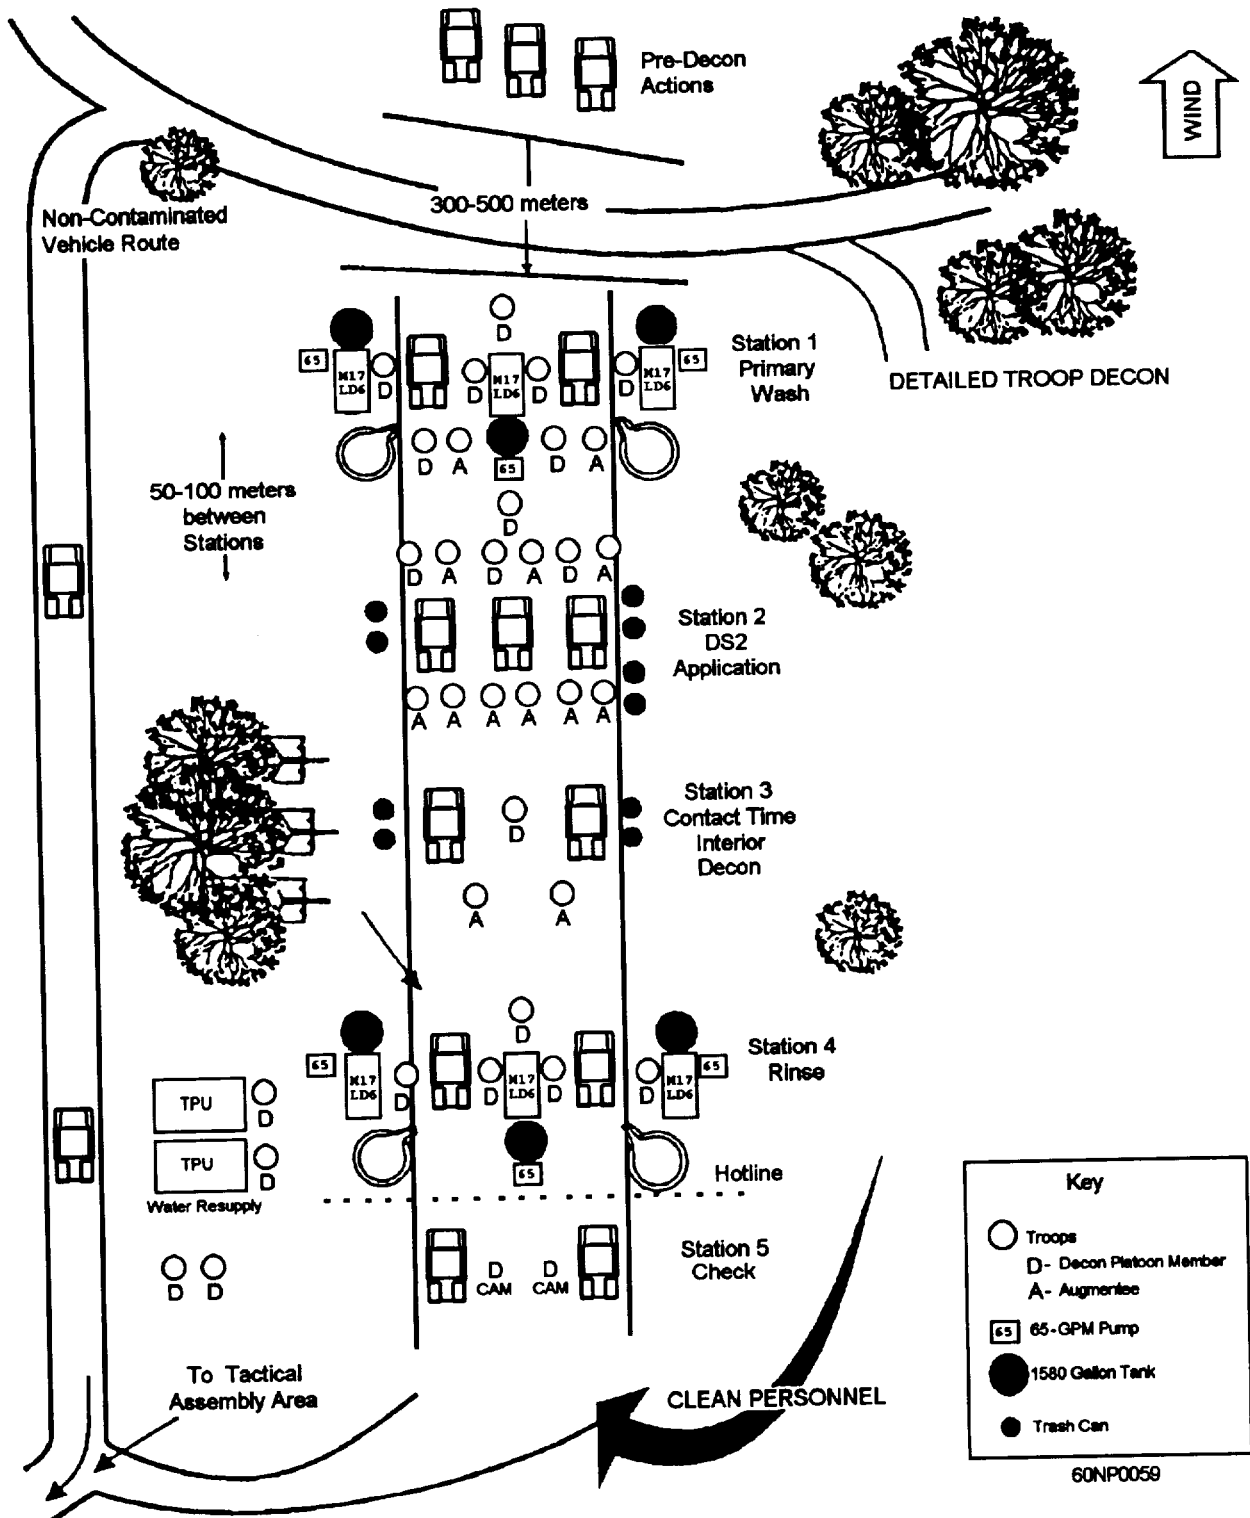 Pre-Decon
Actions
WIND
Non-Contaminated
Vehicle Route
300-500 meters
D
65
M17
LD6
D
D
M17
LD6
D
D
M17
LD6
65
Station 1
Primary
Wash
DETAILED TROOP DECON
D
A
65
D
A
50-100 meters
between
Stations
D
D
A
D
A
D
A
Station 2
DS2
Application
A
A
A
A
A
A
Station 3
Contact Time
Interior
Decon
D
A
A
D
65
M17
LD6
D
D
M17
LD6
D
D
M17
LD6
65
Station 4
Rinse
TPU
D
TPU
D
Water Resupply
65
Hotline
D
D
D
CAM
D
CAM
Station 5
Check
To Tactical
Assembly Area
CLEAN PERSONNEL
Key
Troops
D- Decon Platoon Member
A- Augmentee
65 65-GPM Pump
1580 Gallon Tank
Trash Can
60NP0059